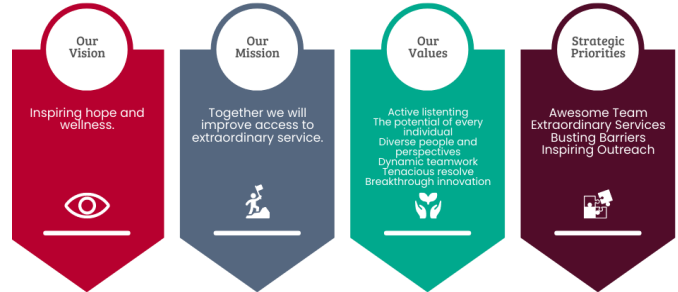 Our
Vision
Inspiring hope and
wellness.
Our
Mission
Together we will
improve access to
extraordinary service.
Our
Values
Active listenting
The potential of every
individual
Diverse people and
perspectives
Dynamic teamwork
Tenacious resolve
Breakthrough innovation
Strategic
Priorities
Awesome Team
Extraordinary Services
Busting Barriers
Inspiring Outreach